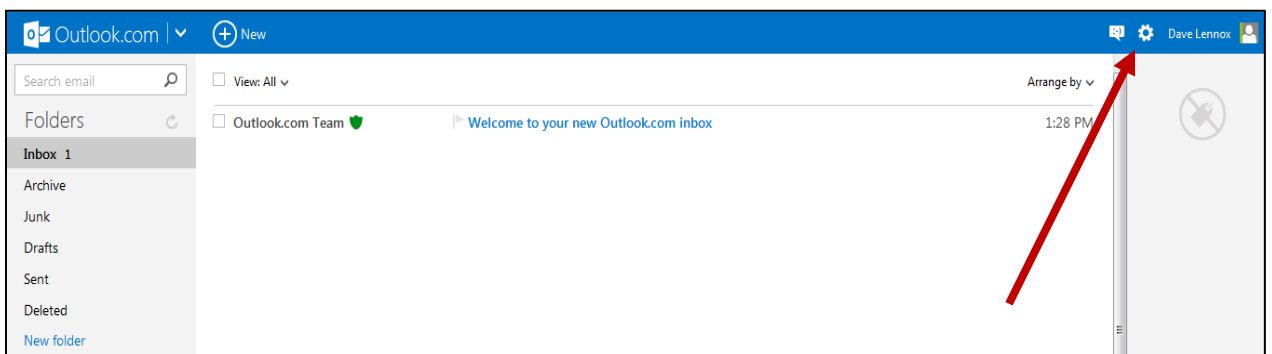 Outlook.com New Dave Lennox
Search email View: All Arrange by
Folders Outlook.com Team Welcome to your new Outlook.com inbox 1:28 PM
Inbox 1
Archive
Junk
Drafts
Sent
Deleted
New folder